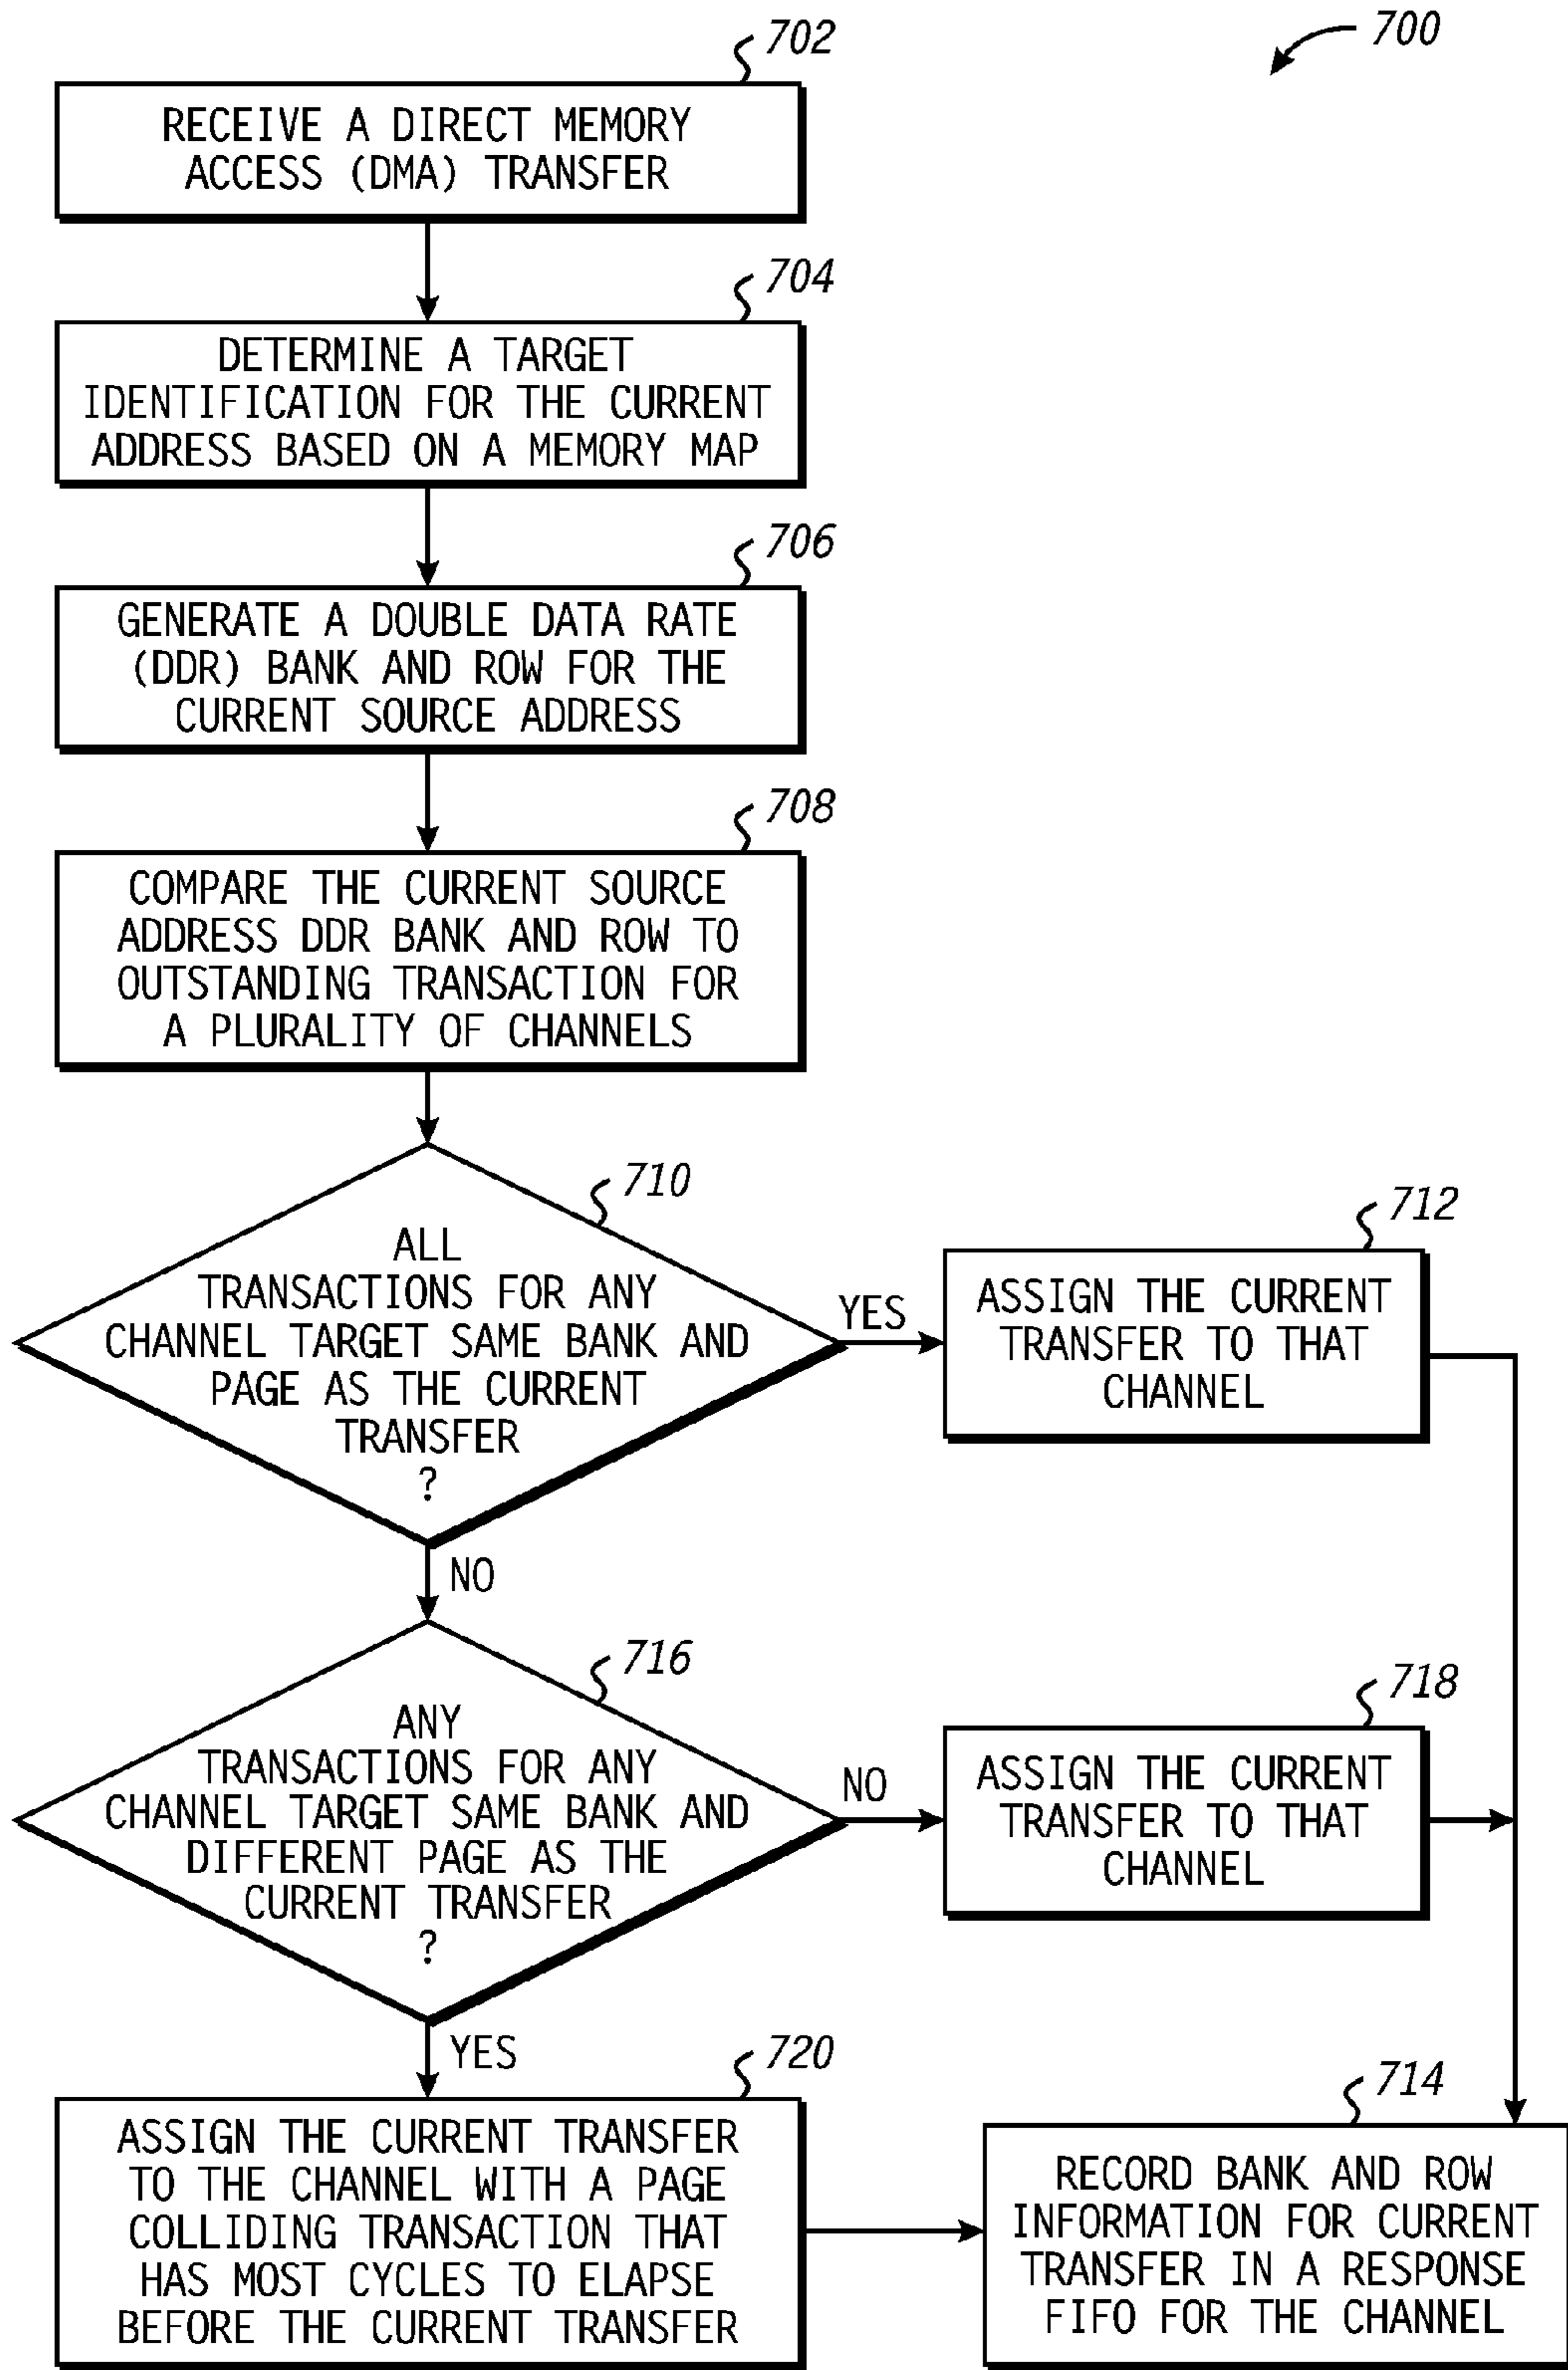 700
702
RECEIVE A DIRECT MEMORY
ACCESS (DMA) TRANSFER
704
DETERMINE A TARGET
IDENTIFICATION FOR THE CURRENT
ADDRESS BASED ON A MEMORY MAP
706
GENERATE A DOUBLE DATA RATE
(DDR) BANK AND ROW FOR THE
CURRENT SOURCE ADDRESS
708
COMPARE THE CURRENT SOURCE
ADDRESS DDR BANK AND ROW TO
OUTSTANDING TRANSACTION FOR
A PLURALITY OF CHANNELS
710
ALL
TRANSACTIONS FOR ANY
CHANNEL TARGET SAME BANK AND
PAGE AS THE CURRENT
TRANSFER
?
YES
712
ASSIGN THE CURRENT
TRANSFER TO THAT
CHANNEL
NO
716
ANY
TRANSACTIONS FOR ANY
CHANNEL TARGET SAME BANK AND
DIFFERENT PAGE AS THE
CURRENT TRANSFER
?
NO
718
ASSIGN THE CURRENT
TRANSFER TO THAT
CHANNEL
YES
720
ASSIGN THE CURRENT TRANSFER
TO THE CHANNEL WITH A PAGE
COLLIDING TRANSACTION THAT
HAS MOST CYCLES TO ELAPSE
BEFORE THE CURRENT TRANSFER
714
RECORD BANK AND ROW
INFORMATION FOR CURRENT
TRANSFER IN A RESPONSE
FIFO FOR THE CHANNEL